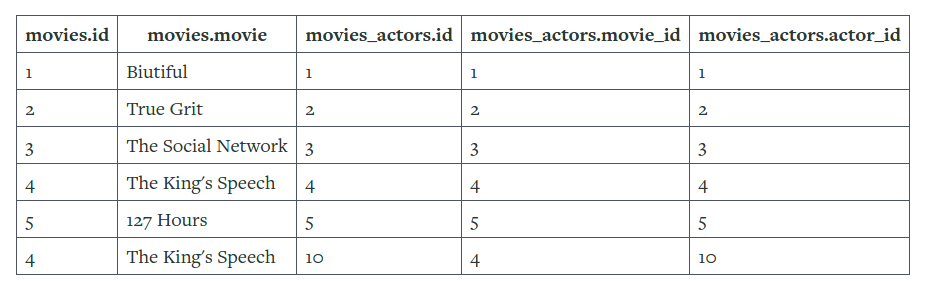 movies.id movies.movie movies_actors.id movies_actors.movie_id movies_actors.actor_id
1 Biutiful 1 1 1
2 True Grit 2 2 2
3 The Social Network 3 3 3
4 The King's Speech 4 4 4
5 127 Hours 5 5 5
4 The King's Speech 10 4 10